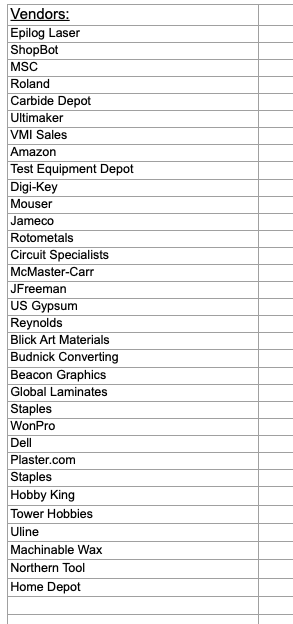 Vendors:
Epilog Laser
ShopBot
MSC
Roland
Carbide Depot
Ultimaker
VMI Sales
Amazon
Test Equipment Depot
Digi-Key
Mouser
Jameco
Rotometals
Circuit Specialists
McMaster-Carr
JFreeman
US Gypsum
Reynolds
Blick Art Materials
Budnick Converting
Beacon Graphics
Global Laminates
Staples
WonPro
Dell
Plaster.com
Staples
Hobby King
Tower Hobbies
Uline
Machinable Wax
Northern Tool
Home Depot